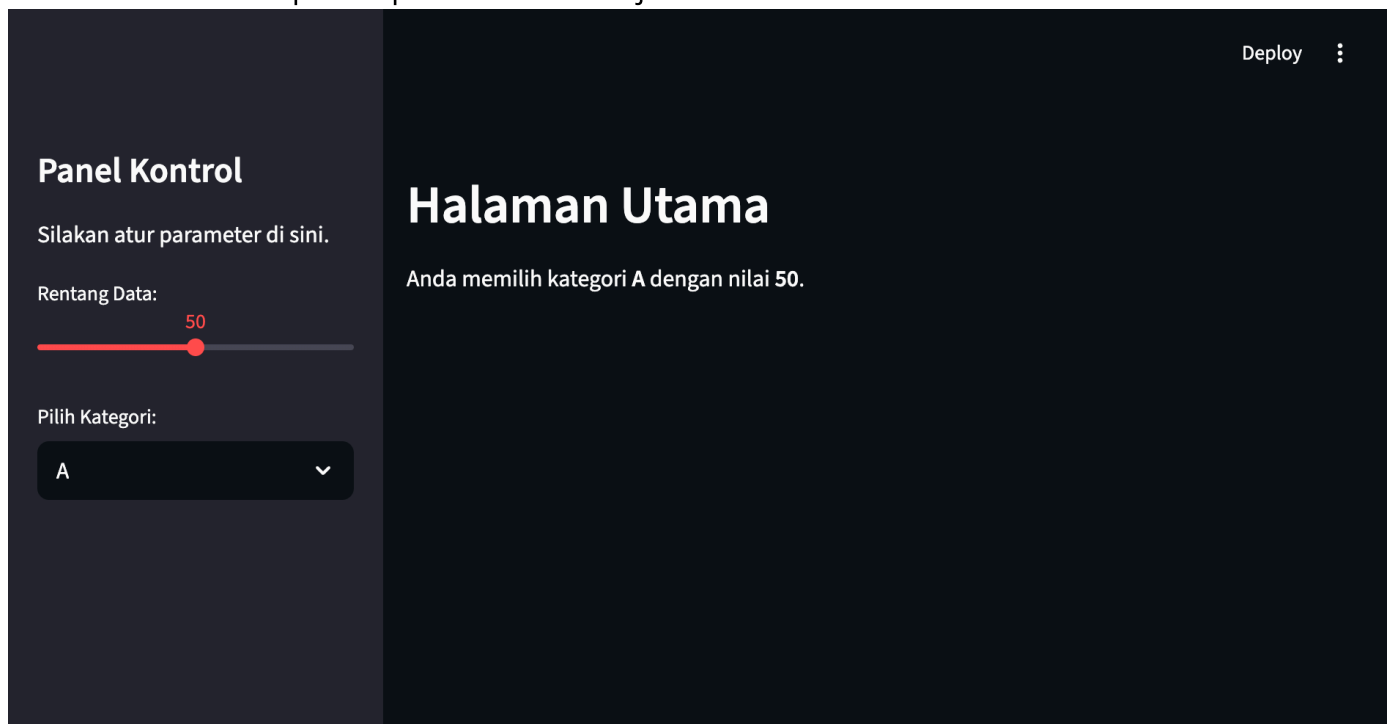 Deploy
Panel Kontrol
Silakan atur parameter di sini.
Rentang Data:
50
Pilih Kategori:
A
Halaman Utama
Anda memilih kategori A dengan nilai 50.